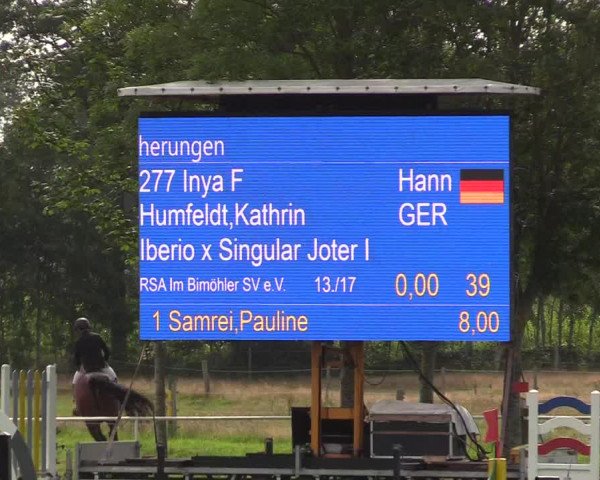 herungen
277 Inya F Hann
Humfeldt,Kathrin GER
Iberio x Singular Joter I
RSA Im Bimöhler SV e.V. 13./17 0,00 39
1 Samrei,Pauline 8,00